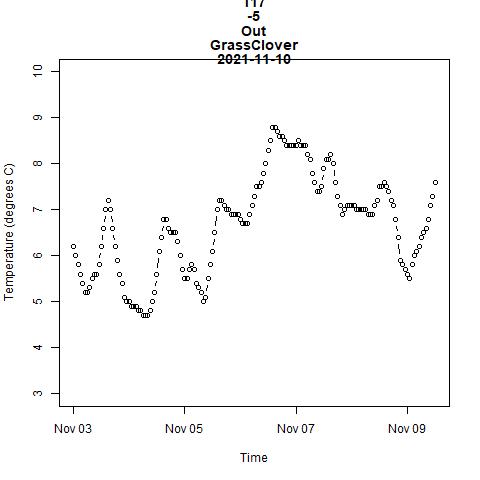 117
-5
Out
GrassClover
2021-11-10
Temperature (degrees C)
10
9
8
7
6
5
4
3
Nov 03
Nov 05
Nov 07
Nov 09
Time